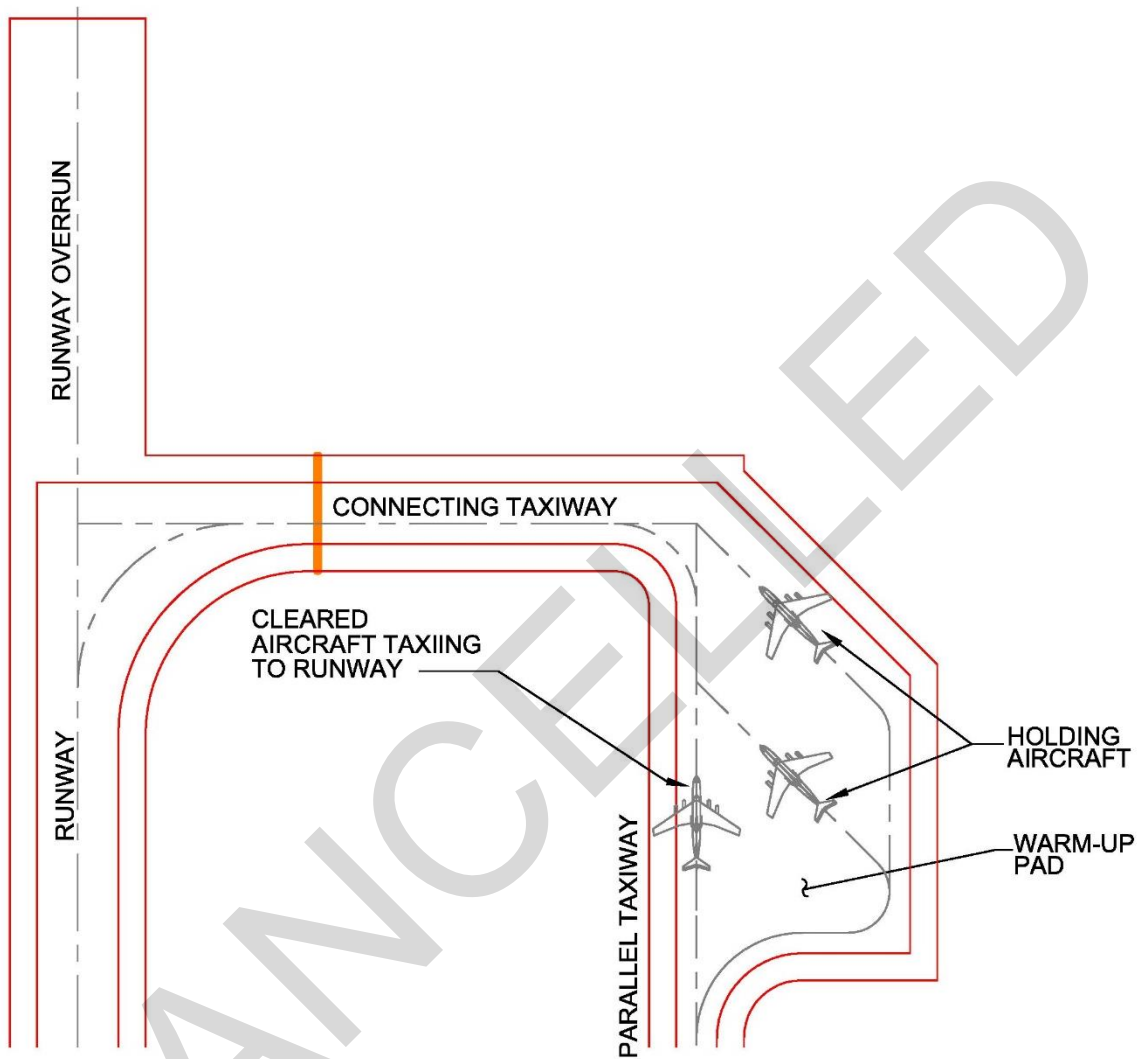 RUNWAY OVERRUN
CONNECTING TAXIWAY
CLEARED
AIRCRAFT TAXIING
TO RUNWAY
HOLDING
AIRCRAFT
RUNWAY
WARM-UP
PAD
PARALLEL TAXIWAY
CANCELLED